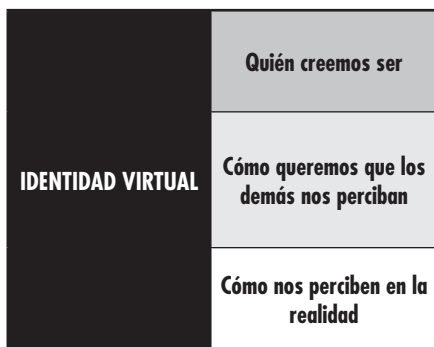 Quién creemos ser
IDENTIDAD VIRTUAL
Cómo queremos que los
demás nos perciban
Cómo nos perciben en la
realidad